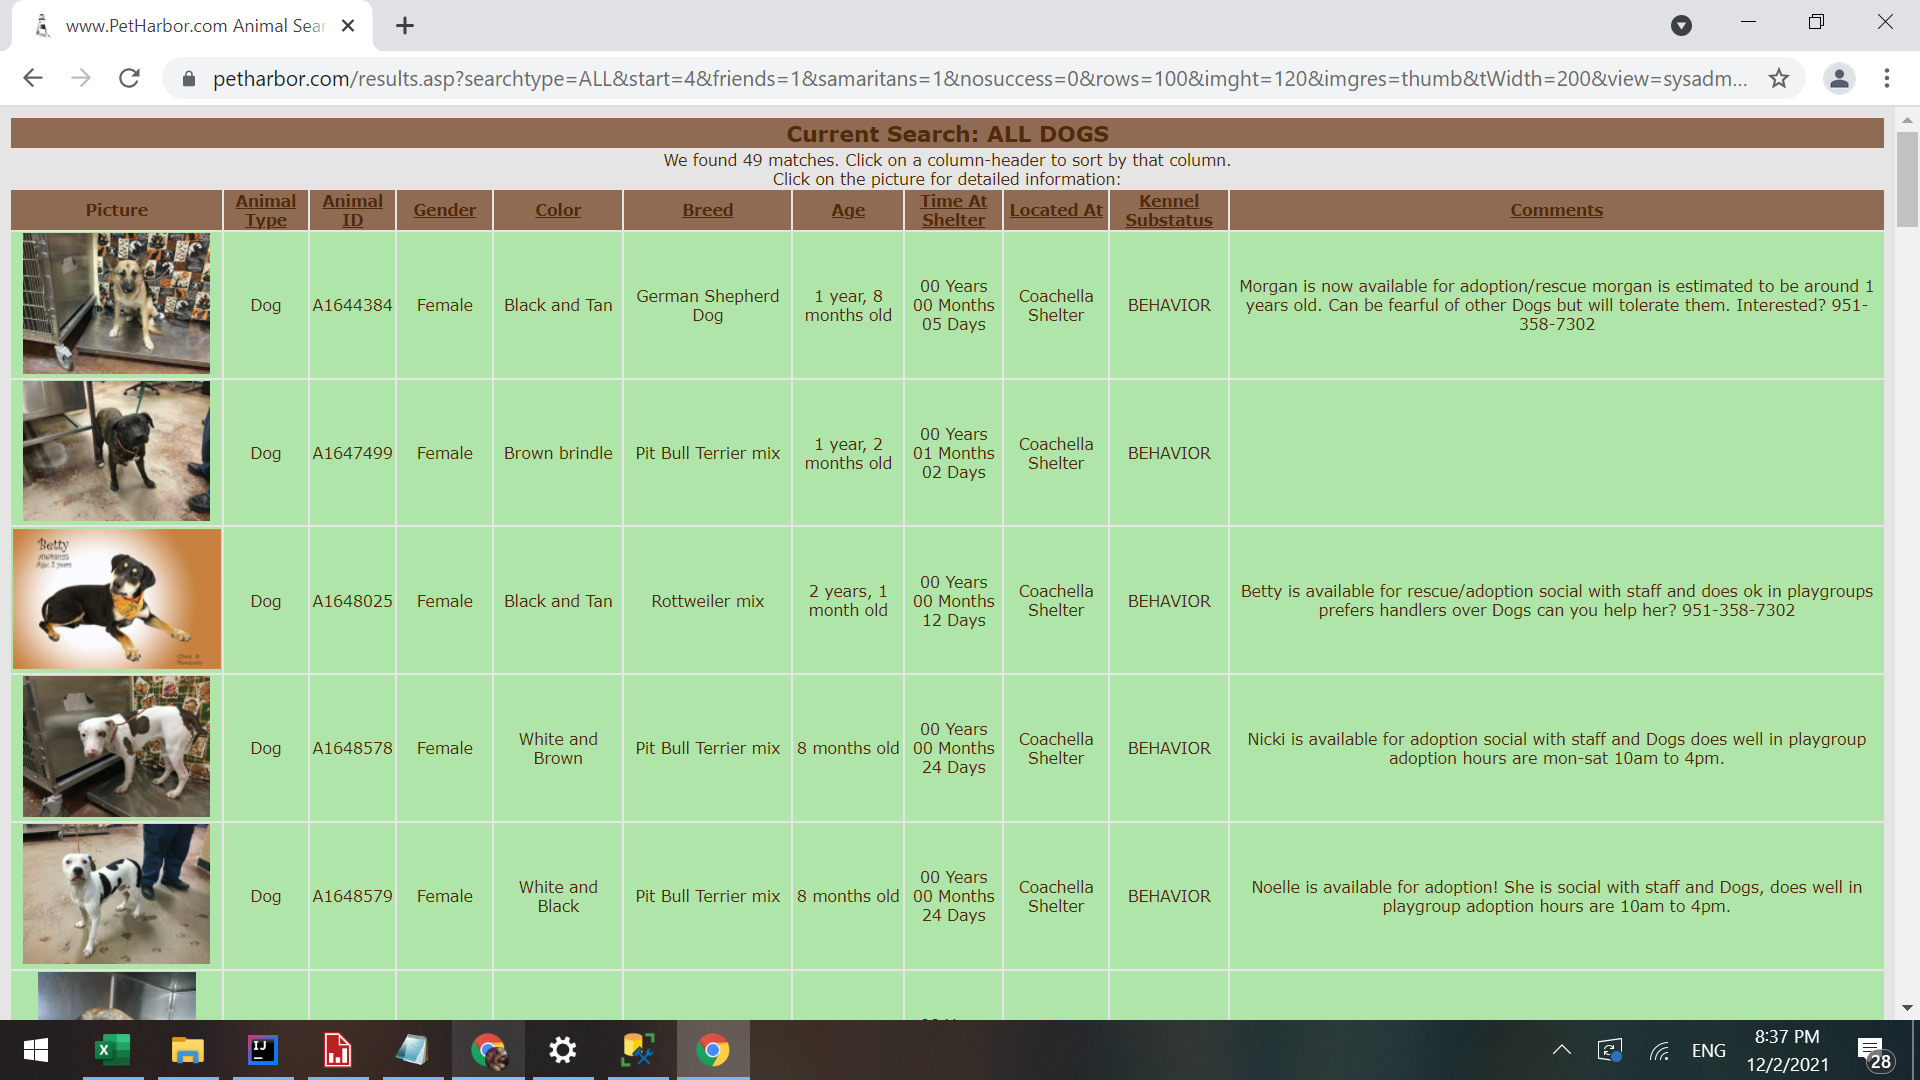 www.PetHarbor.com Animal Sear
petharbor.com/results.asp?searchtype=ALL&start=4&friends=1&samaritans=1&nosuccess=0&rows=100&imght=120&imgres=thumb&tWidth=200&view=sysadm...
Current Search: ALL DOGS
We found 49 matches. Click on a column-header to sort by that column.
Click on the picture for detailed information:
Picture
Animal
Type
Animal
ID
Gender
Color
Breed
Age
Time At
Shelter
Located At
Kennel
Substatus
Comments
Dog
A1644384
Female
Black and Tan
German Shepherd
Dog
1 year, 8
months old
00 Years
00 Months
05 Days
Coachella
Shelter
BEHAVIOR
Morgan is now available for adoption/rescue morgan is estimated to be around 1
years old. Can be fearful of other Dogs but will tolerate them. Interested? 951-
358-7302
Dog
A1647499
Female
Brown brindle
Pit Bull Terrier mix
1 year, 2
months old
00 Years
01 Months
02 Days
Coachella
Shelter
BEHAVIOR
Betty
Age: 2 years
Dog
A1648025
Female
Black and Tan
Rottweiler mix
2 years, 1
month old
00 Years
00 Months
12 Days
Coachella
Shelter
BEHAVIOR
Betty is available for rescue/adoption social with staff and does ok in playgroups
prefers handlers over Dogs can you help her? 951-358-7302
Dog
A1648578
Female
White and
Brown
Pit Bull Terrier mix
8 months old
00 Years
00 Months
24 Days
Coachella
Shelter
BEHAVIOR
Nicki is available for adoption social with staff and Dogs does well in playgroup
adoption hours are mon-sat 10am to 4pm.
Dog
A1648579
Female
White and
Black
Pit Bull Terrier mix
8 months old
00 Years
00 Months
24 Days
Coachella
Shelter
BEHAVIOR
Noelle is available for adoption! She is social with staff and Dogs, does well in
playgroup adoption hours are 10am to 4pm.
X
IJ
ENG
8:37 PM
12/2/2021
28